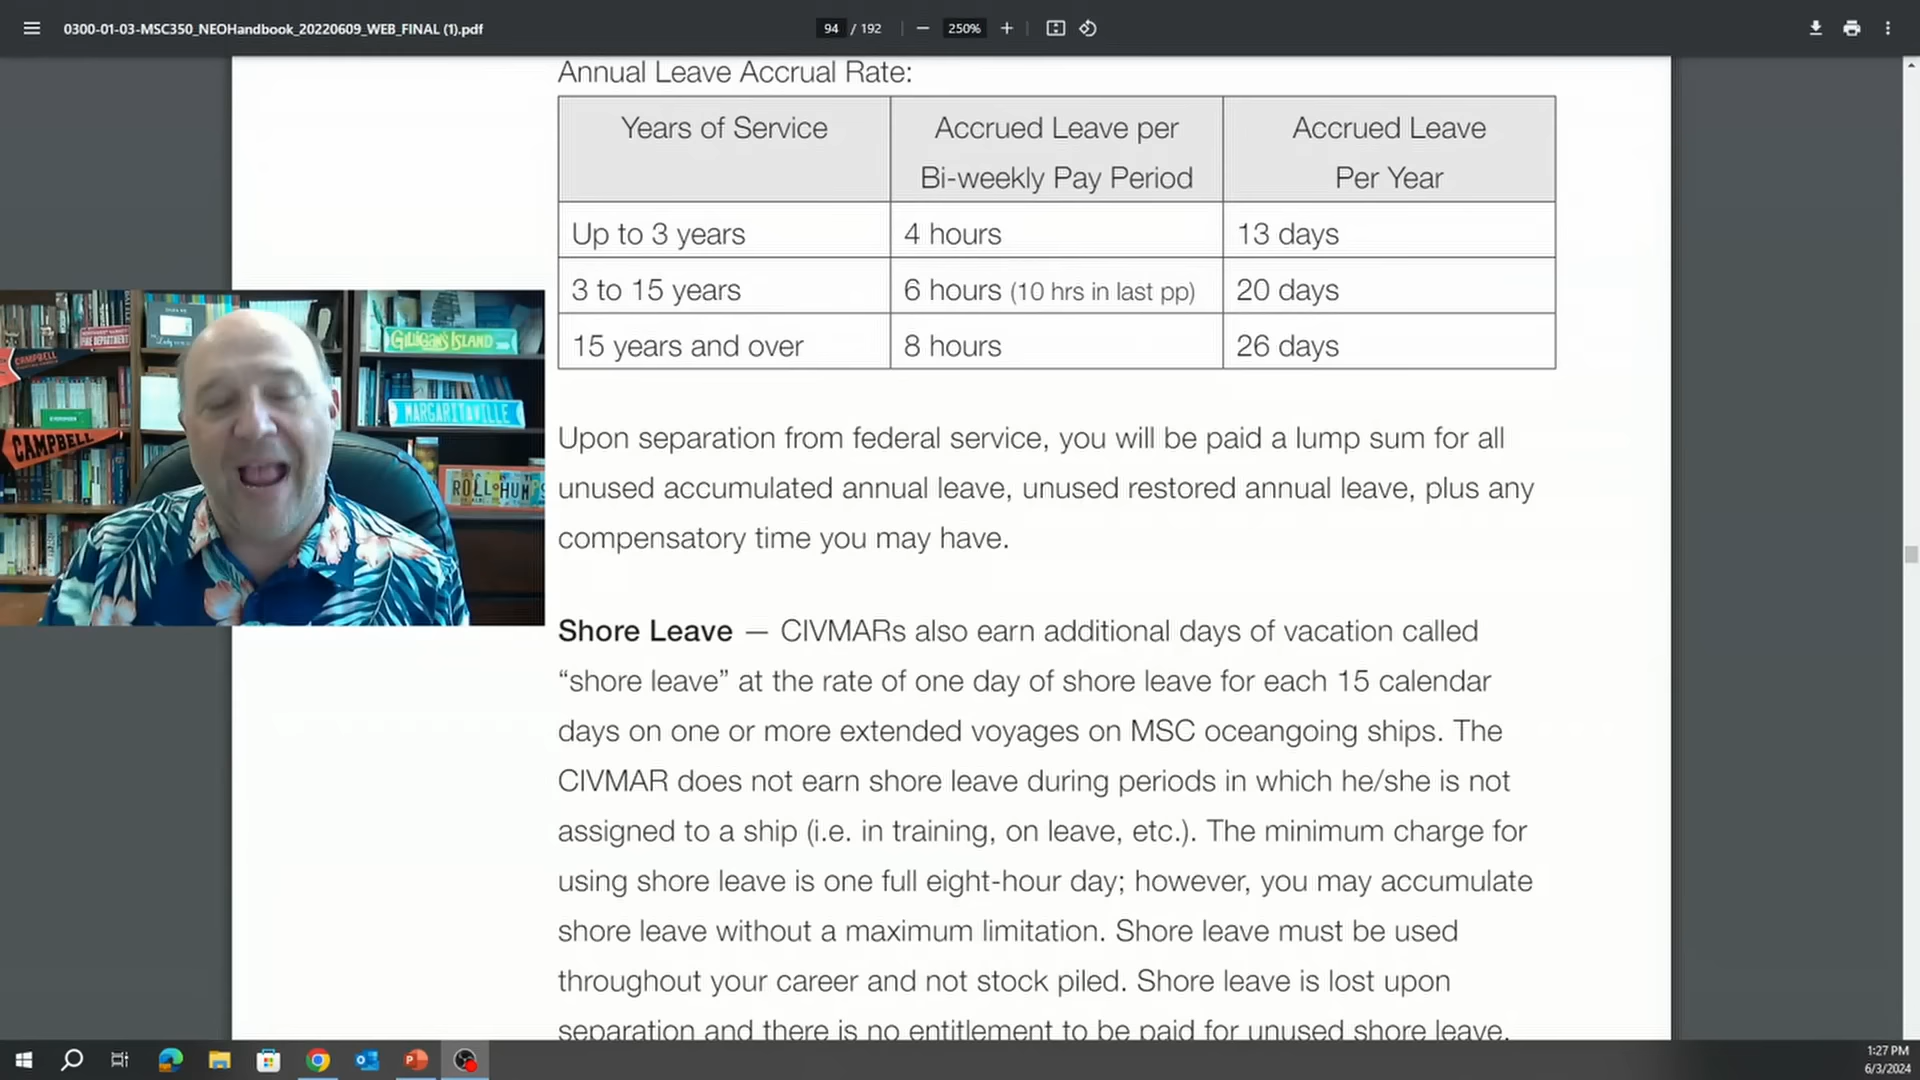 0300-01-03-MSC350_NEOHandbook_20220609_WEB_FINAL (1).pdf
94 / 192
250%
Annual Leave Accrual Rate:
Years of Service
Accrued Leave per
Bi-weekly Pay Period
Accrued Leave
Per Year
Up to 3 years
4 hours
13 days
3 to 15 years
6 hours (10 hrs in last pp)
20 days
15 years and over
8 hours
26 days
Upon separation from federal service, you will be paid a lump sum for all
unused accumulated annual leave, unused restored annual leave, plus any
compensatory time you may have.
Shore Leave — CIVMARs also earn additional days of vacation called
“shore leave” at the rate of one day of shore leave for each 15 calendar
days on one or more extended voyages on MSC oceangoing ships. The
CIVMAR does not earn shore leave during periods in which he/she is not
assigned to a ship (i.e. in training, on leave, etc.). The minimum charge for
using shore leave is one full eight-hour day; however, you may accumulate
shore leave without a maximum limitation. Shore leave must be used
throughout your career and not stock piled. Shore leave is lost upon
separation and there is no entitlement to be paid for unused shore leave.
FIRE DEPARTMENT
CAMPBELL
CAMPBELL
GILLIGAN'S ISLAND
MARGARITAVILLE
ROLL HUMPS
1:27 PM
6/3/2024